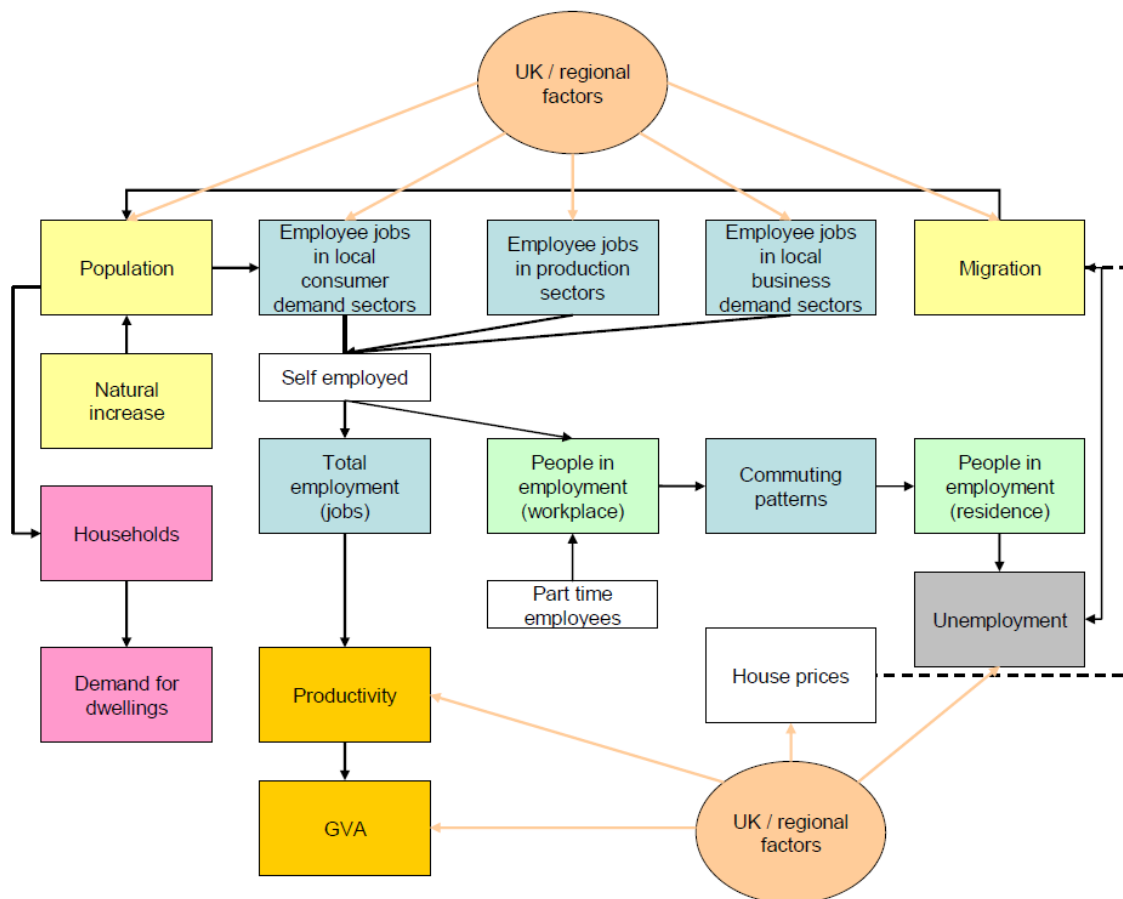 UK / regional
factors
Population
Employee jobs
in local
consumer
demand sectors
Employee jobs
in production
sectors
Employee jobs
in local
business
demand sectors
Migration
Natural
increase
Self employed
Total
employment
(jobs)
People in
employment
(workplace)
Commuting
patterns
People in
employment
(residence)
Households
Part time
employees
Unemployment
Demand for
dwellings
Productivity
House prices
GVA
UK / regional
factors